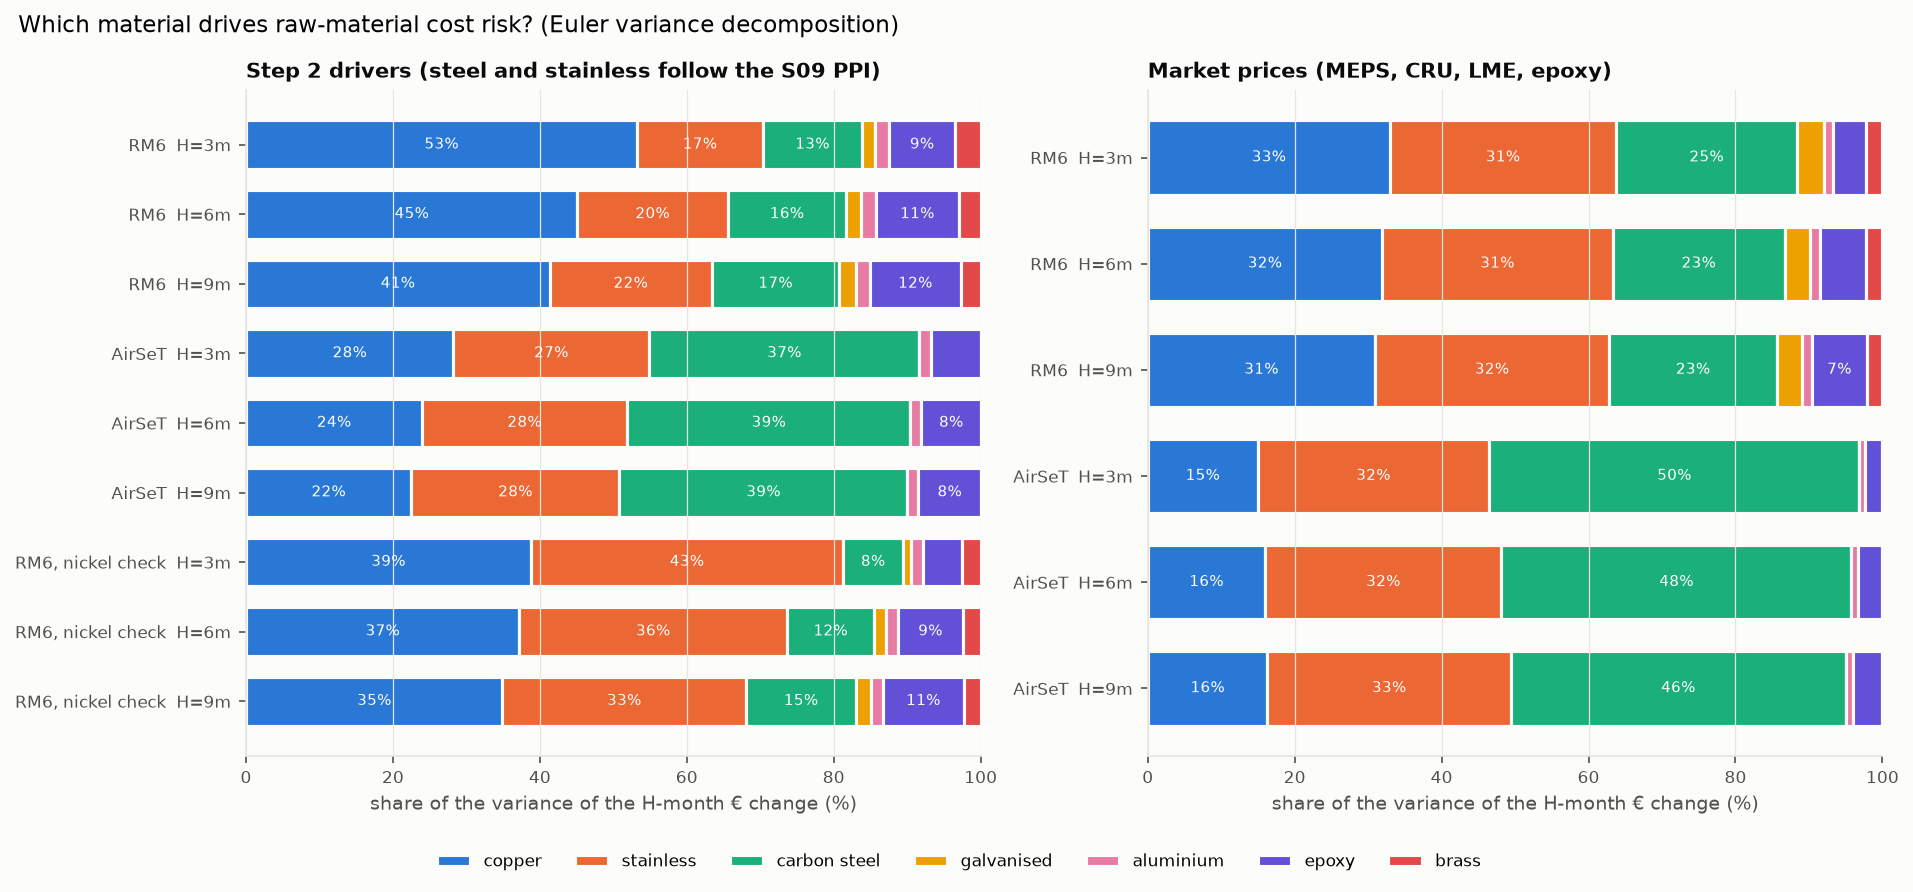 Which material drives raw-material cost risk? (Euler variance decomposition)
Step 2 drivers (steel and stainless follow the S09 PPI)
RM6 H=3m 53% 17% 13% 9%
RM6 H=6m 45% 20% 16% 11%
RM6 H=9m 41% 22% 17% 12%
AirSeT H=3m 28% 27% 37%
AirSeT H=6m 24% 28% 39% 8%
AirSeT H=9m 22% 28% 39% 8%
RM6, nickel check H=3m 39% 43% 8%
RM6, nickel check H=6m 37% 36% 12% 9%
RM6, nickel check H=9m 35% 33% 15% 11%
0 20 40 60 80 100
share of the variance of the H-month € change (%)
Market prices (MEPS, CRU, LME, epoxy)
RM6 H=3m 33% 31% 25%
RM6 H=6m 32% 31% 23%
RM6 H=9m 31% 32% 23% 7%
AirSeT H=3m 15% 32% 50%
AirSeT H=6m 16% 32% 48%
AirSeT H=9m 16% 33% 46%
0 20 40 60 80 100
share of the variance of the H-month € change (%)
copper stainless carbon steel galvanised aluminium epoxy brass